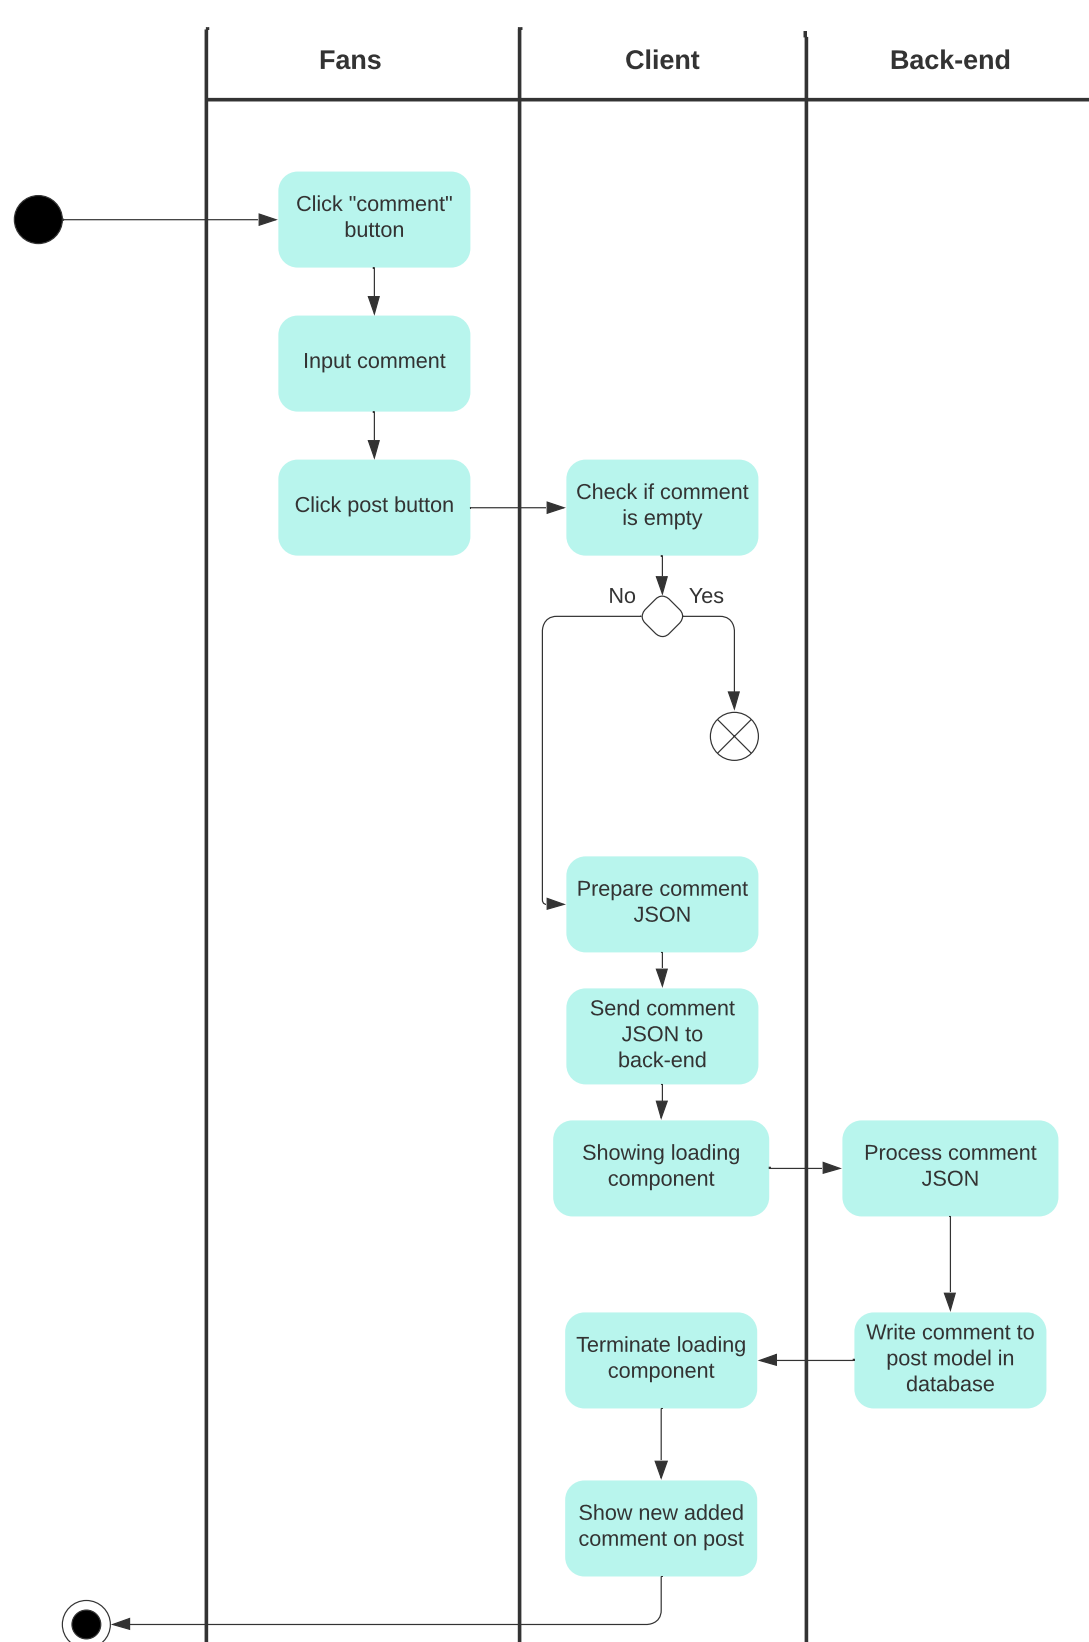 Fans
Client
Back-end
Click "comment"
button
Input comment
Click post button
Check if comment
is empty
No
Yes
Prepare comment
JSON
Send comment
JSON to
back-end
Showing loading
component
Process comment
JSON
Write comment to
post model in
database
Terminate loading
component
Show new added
comment on post